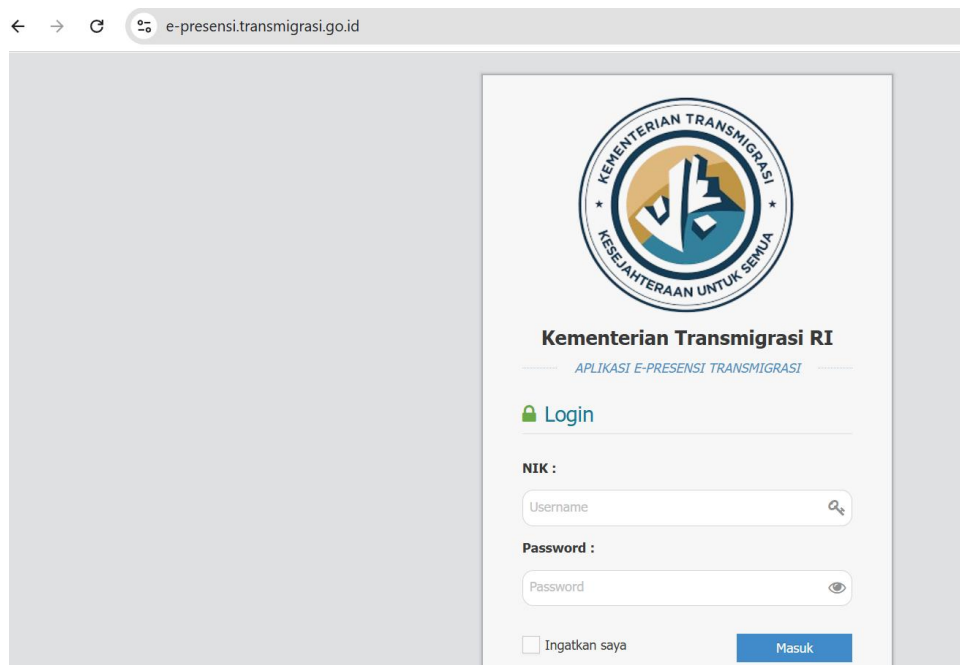 e-presensi.transmigrasi.go.id
KEMENTERIAN TRANSMIGRASI
KESEJAHTERAAN UNTUK SEMUA
Kementerian Transmigrasi RI
APLIKASI E-PRESENSI TRANSMIGRASI
Login
NIK :
Username
Password :
Password
Ingatkan saya
Masuk